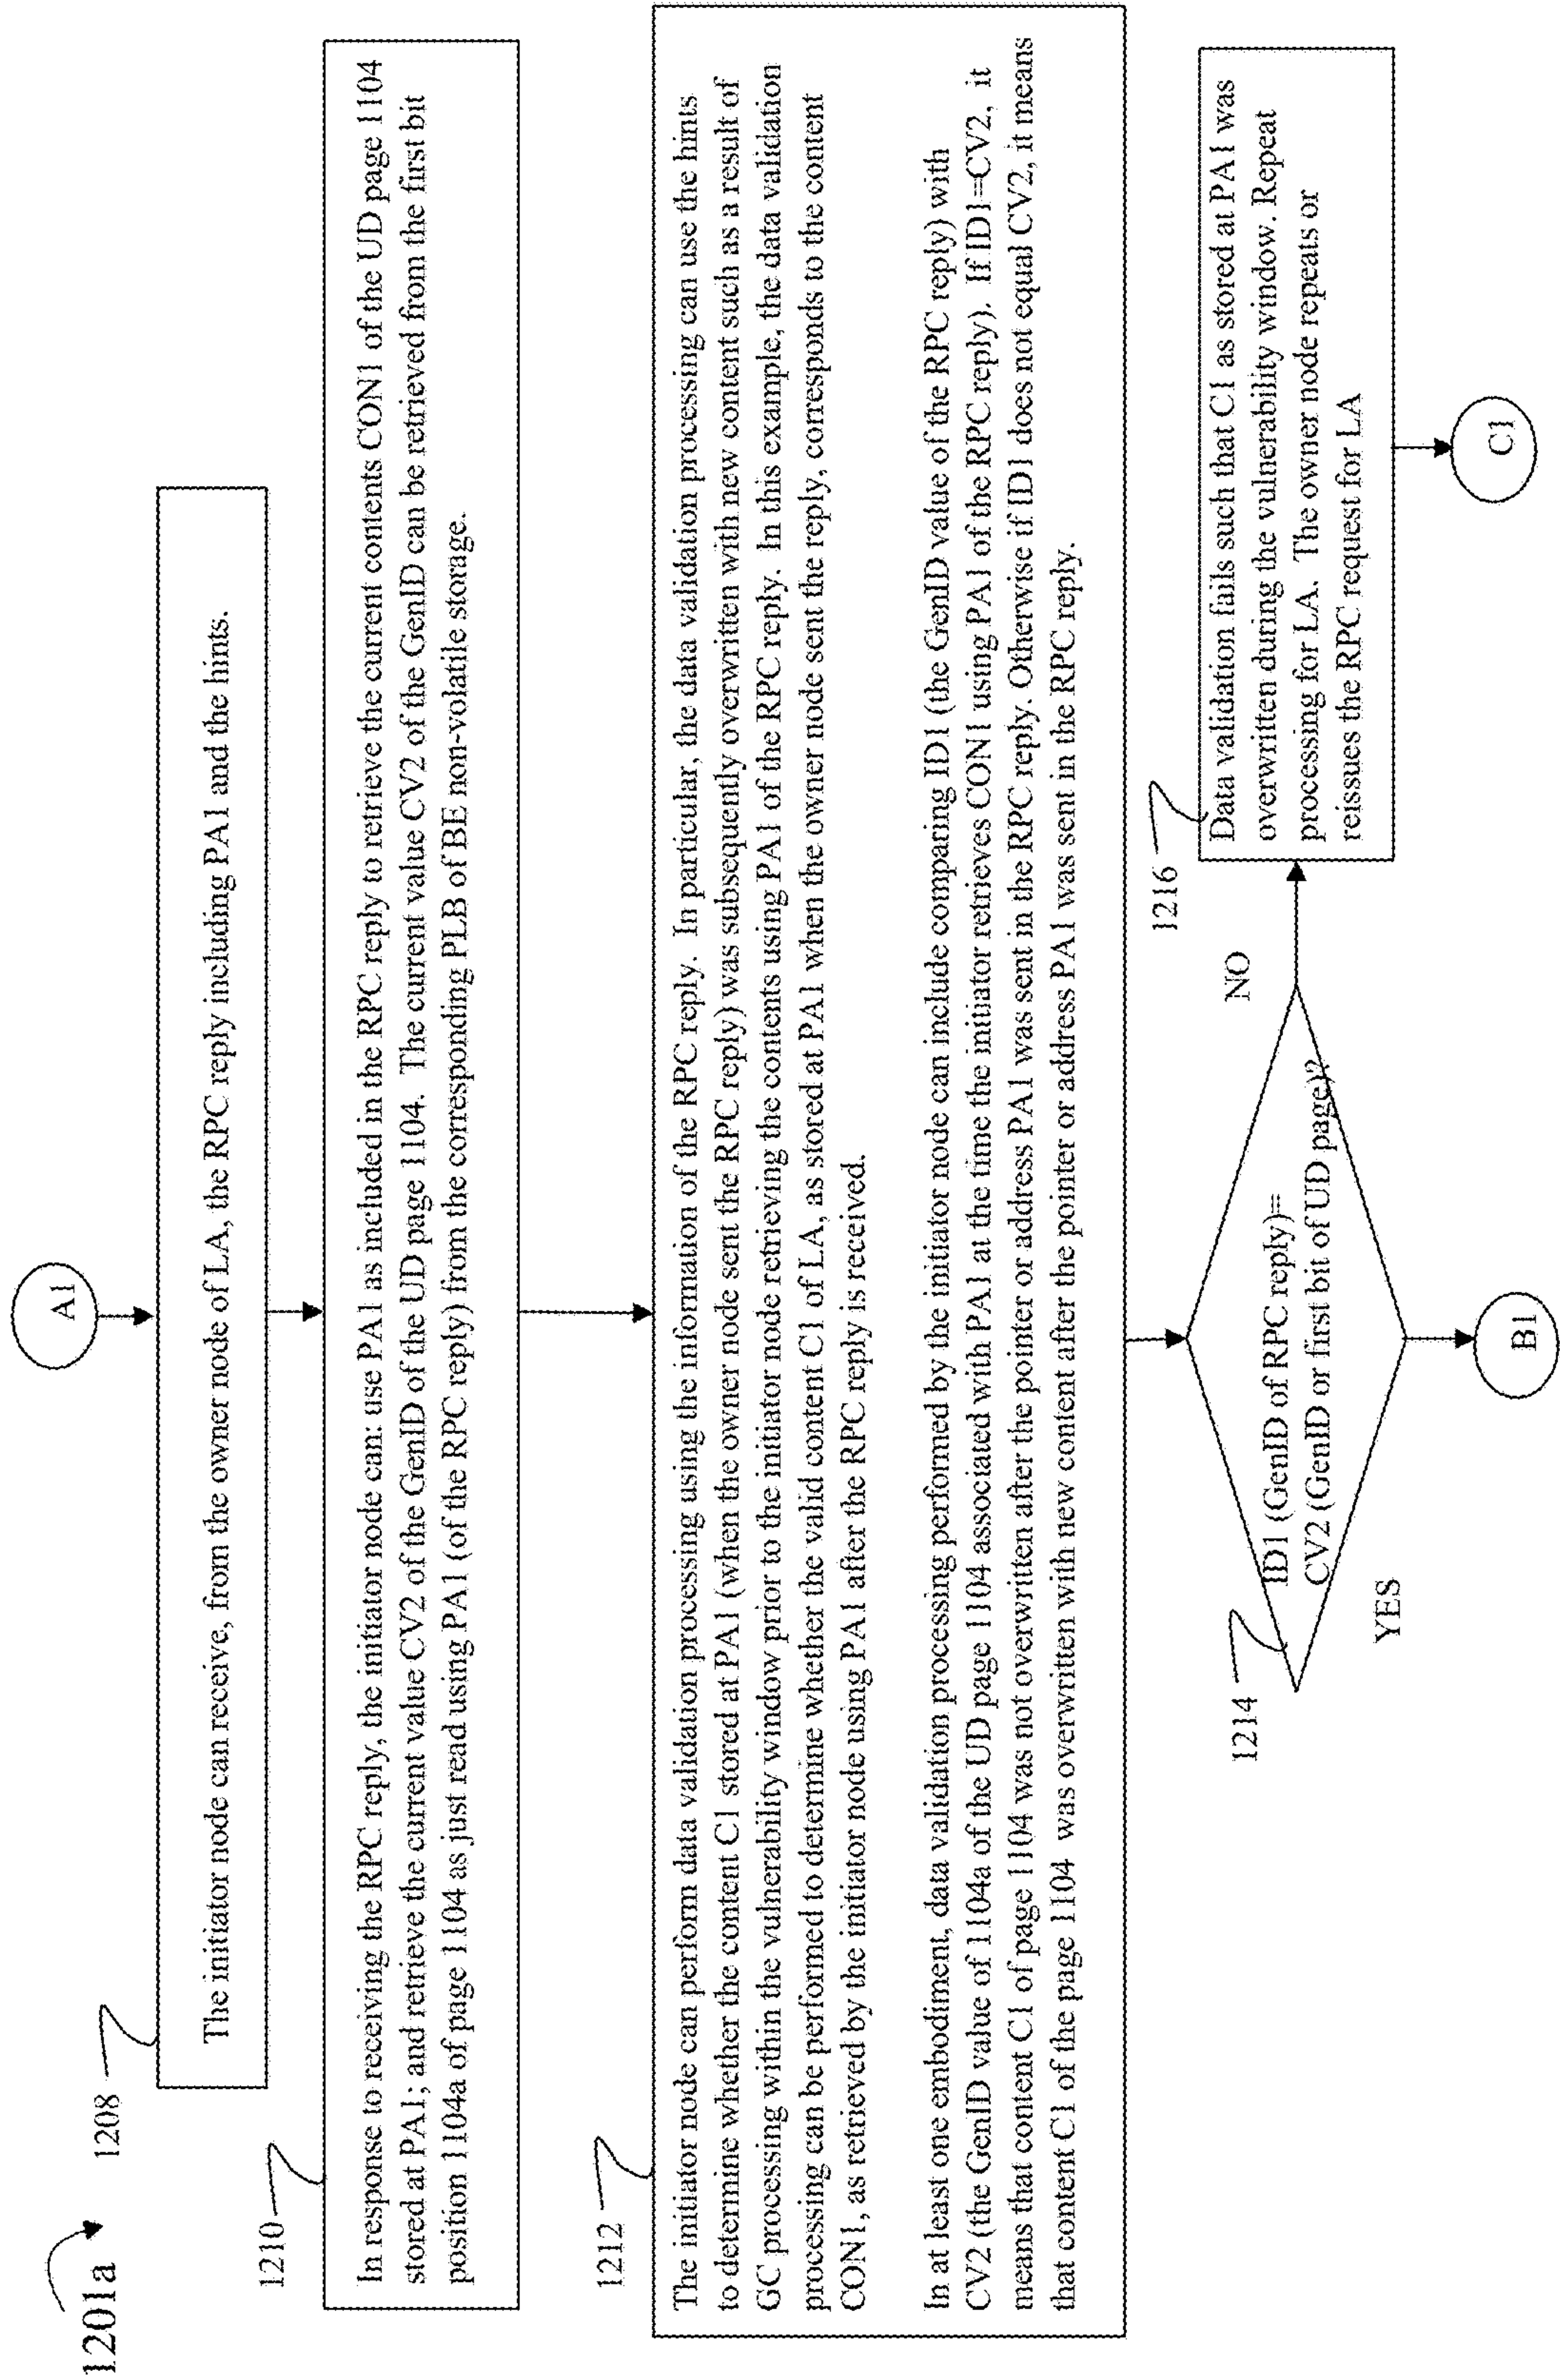 1201a
A1
1208
The initiator node can receive, from the owner node of LA, the RPC reply including PA1 and the hints.
1210
In response to receiving the RPC reply, the initiator node can: use PA1 as included in the RPC reply to retrieve the current contents CON1 of the UD page 1104
stored at PA1; and retrieve the current value CV2 of the GenID of the UD page 1104.  The current value CV2 of the GenID can be retrieved from the first bit
position 1104a of page 1104 as just read using PA1 (of the RPC reply) from the corresponding PLB of BE non-volatile storage.
1212
The initiator node can perform data validation processing using the information of the RPC reply.  In particular, the data validation processing can use the hints
to determine whether the content C1 stored at PA1 (when the owner node sent the RPC reply) was subsequently overwritten with new content such as a result of
GC processing within the vulnerability window prior to the initiator node retrieving the contents using PA1 of the RPC reply.  In this example, the data validation
processing can be performed to determine whether the valid content C1 of LA, as stored at PA1 when the owner node sent the reply, corresponds to the content
CON1, as retrieved by the initiator node using PA1 after the RPC reply is received.
In at least one embodiment, data validation processing performed by the initiator node can include comparing ID1 (the GenID value of the RPC reply) with
CV2 (the GenID value of 1104a of the UD page 1104 associated with PA1 at the time the initiator retrieves CON1 using PA1 of the RPC reply).  If ID1=CV2,  it
means that content C1 of page 1104 was not overwritten after the pointer or address PA1 was sent in the RPC reply. Otherwise if ID1 does not equal CV2, it means
that content C1 of the page 1104  was overwritten with new content after the pointer or address PA1 was sent in the RPC reply.
1214
ID1 (GenID of RPC reply)=
CV2 (GenID or first bit of UD page)?
YES
NO
B1
1216
Data validation fails such that C1 as stored at PA1 was
overwritten during the vulnerability window. Repeat
processing for LA.  The owner node repeats or
reissues the RPC request for LA
C1